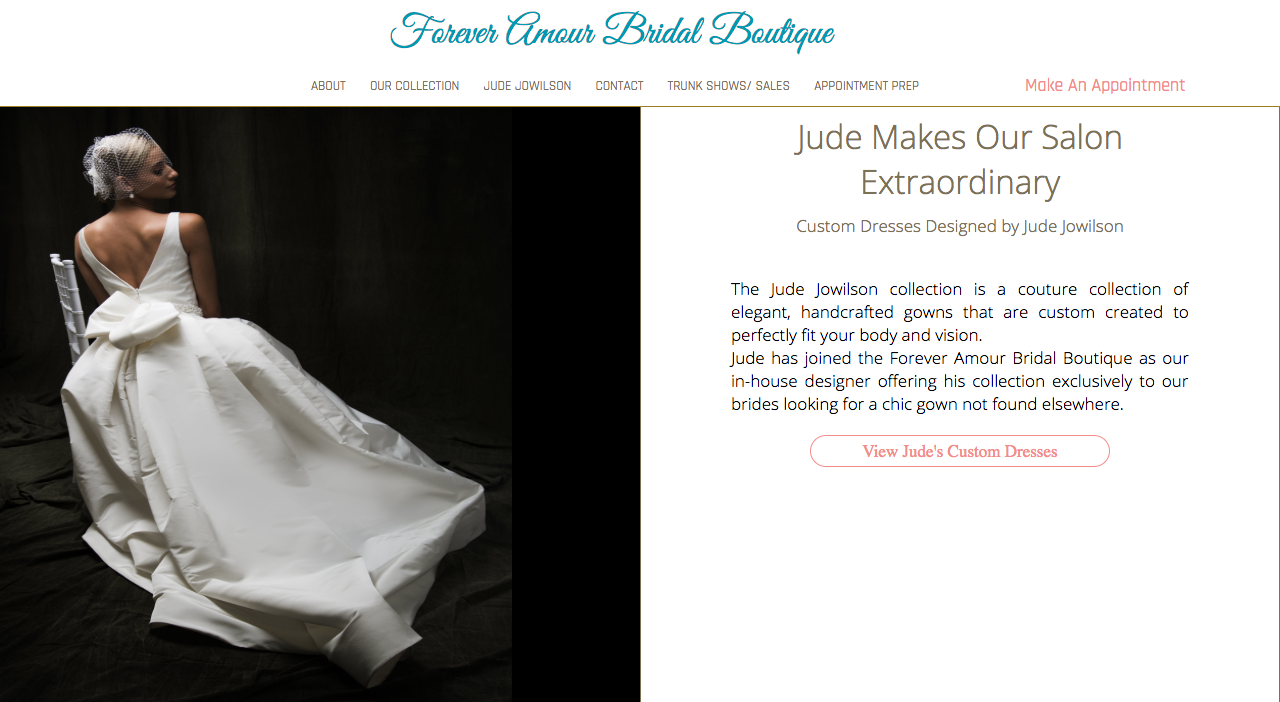 Forever Amour Bridal Boutique
ABOUT OUR COLLECTION JUDE JOWILSON CONTACT TRUNK SHOWS/ SALES APPOINTMENT PREP Make An Appointment
Jude Makes Our Salon
Extraordinary
Custom Dresses Designed by Jude Jowilson
The Jude Jowilson collection is a couture collection of
elegant, handcrafted gowns that are custom created to
perfectly fit your body and vision.
Jude has joined the Forever Amour Bridal Boutique as our
in-house designer offering his collection exclusively to our
brides looking for a chic gown not found elsewhere.
View Jude's Custom Dresses